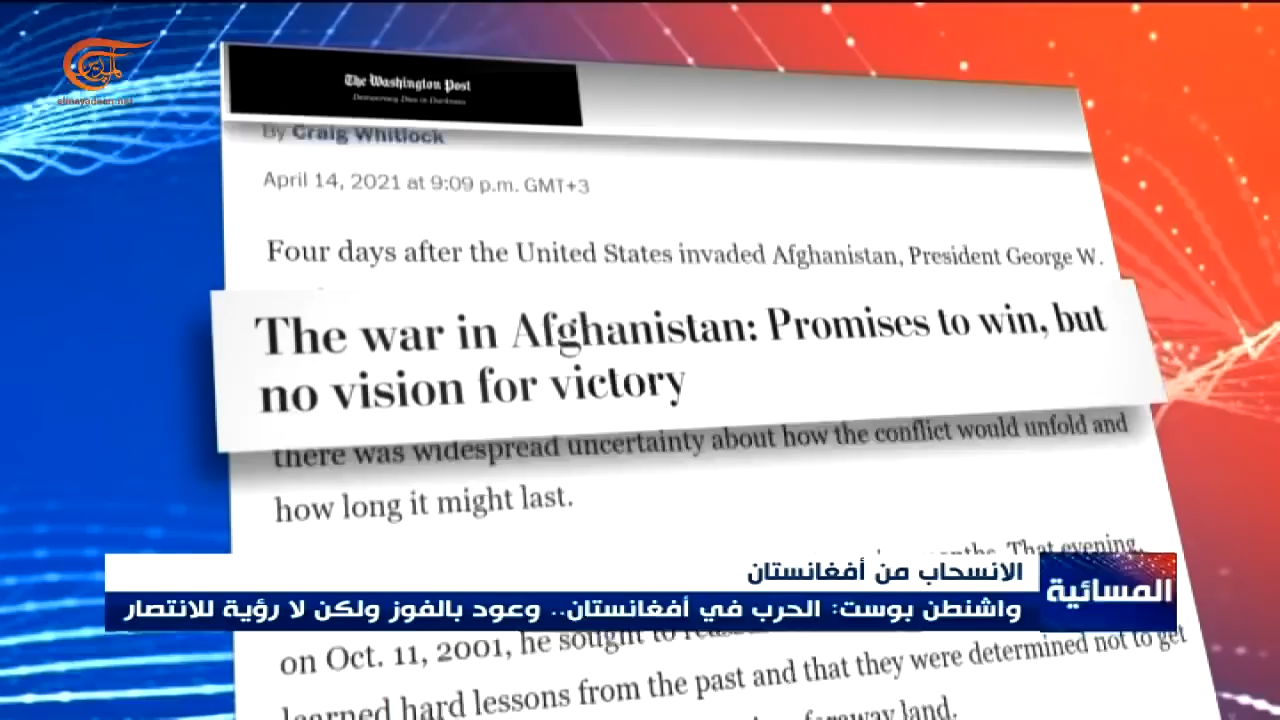 الميادين
almayadeen.net
The Washington Post
Democracy Dies in Darkness
By Craig Whitlock
April 14, 2021 at 9:09 p.m. GMT+3
Four days after the United States invaded Afghanistan, President George W.
The war in Afghanistan: Promises to win, but
no vision for victory
there was widespread uncertainty about how the conflict would unfold and
how long it might last.
That evening,
الانسحاب من أفغانستان
المسائية
واشنطن بوست: الحرب في أفغانستان.. وعود بالفوز ولكن لا رؤية للانتصار
on Oct. 11, 2001, he sought to
learned hard lessons from the past and that they were determined not to get
faraway land.